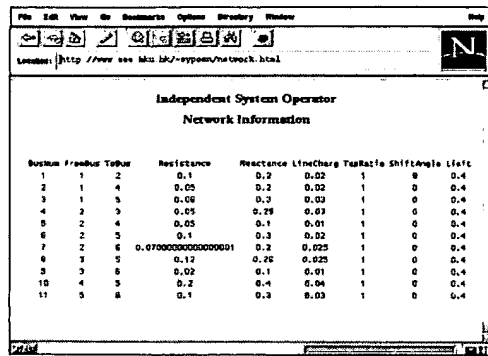 File Edit View Go Bookmarks Options Directory Window Help
N
Location: http://www.eee.hku.hk/~sypoon/network.html
Independent System Operator
Network Information
BusNum FromBus ToBus Resistance Reactance LineCharg TapRatio ShiftAngle Limit
1 1 2 0.1 0.2 0.02 1 0 0.4
2 1 4 0.05 0.2 0.02 1 0 0.4
3 1 5 0.08 0.3 0.03 1 0 0.4
4 2 3 0.05 0.25 0.03 1 0 0.4
5 2 4 0.05 0.1 0.01 1 0 0.4
6 2 5 0.1 0.3 0.02 1 0 0.4
7 2 6 0.07000000000000001 0.2 0.025 1 0 0.4
8 3 5 0.12 0.26 0.025 1 0 0.4
9 3 6 0.02 0.1 0.01 1 0 0.4
10 4 5 0.2 0.4 0.04 1 0 0.4
11 5 6 0.1 0.3 0.03 1 0 0.4